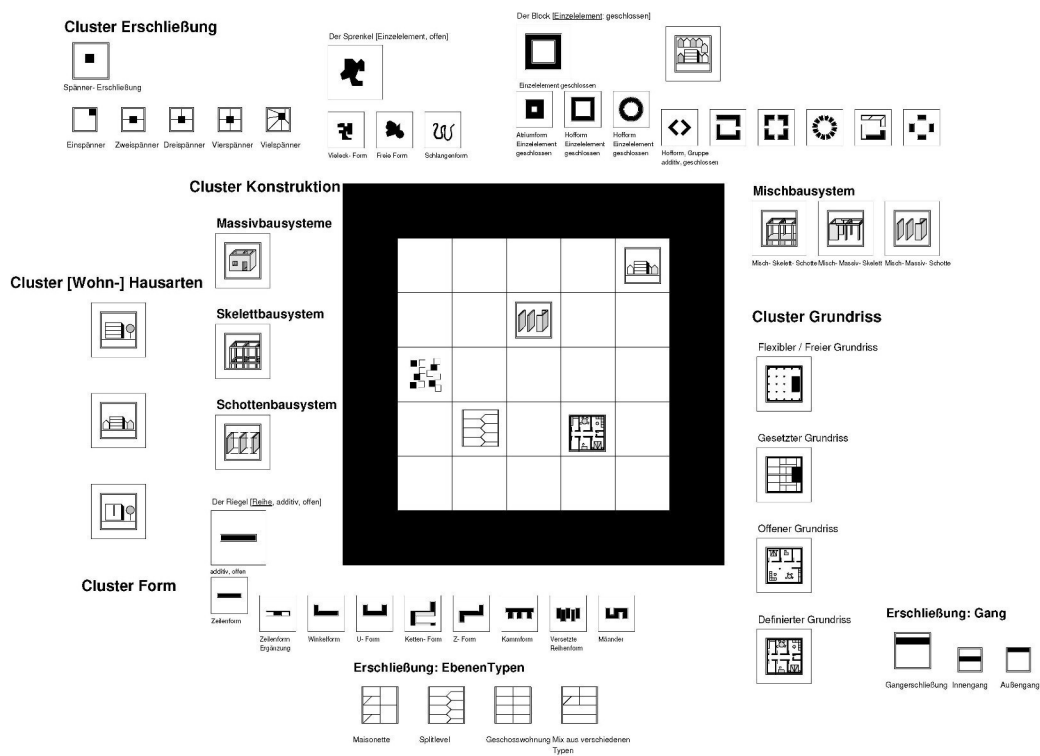 Cluster Erschließung
Spänner- Erschließung
Einspänner
Zweispänner
Dreispänner
Vierspänner
Vielspänner
Der Sprenkel [Einzelelement, offen]
Vieleck- Form
Freie Form
Schlangenform
Der Block [Einzelelement: geschlossen]
Einzelelement geschlossen
Atriumform
Einzelelement
geschlossen
Hofform
Einzelelement
geschlossen
Hofform
Einzelelement
geschlossen
Hofform, Gruppe
additiv, geschlossen
Cluster Konstruktion
Massivbausysteme
Skelettbausystem
Schottenbausystem
Cluster [Wohn-] Hausarten
Mischbausystem
Misch- Skelett- Schotte
Misch- Massiv- Skelett
Misch- Massiv- Schotte
Cluster Grundriss
Flexibler / Freier Grundriss
Gesetzter Grundriss
Offener Grundriss
Definierter Grundriss
Der Riegel [Reihe, additiv, offen]
additiv, offen
Cluster Form
Zeilenform
Zeilenform
Ergänzung
Winkelform
U- Form
Ketten- Form
Z- Form
Kammform
Versetzte
Reihenform
Mäander
Erschließung: EbenenTypen
Maisonette
Splitlevel
Geschosswohnung
Mix aus verschiedenen
Typen
Erschließung: Gang
Gangerschließung
Innengang
Außengang